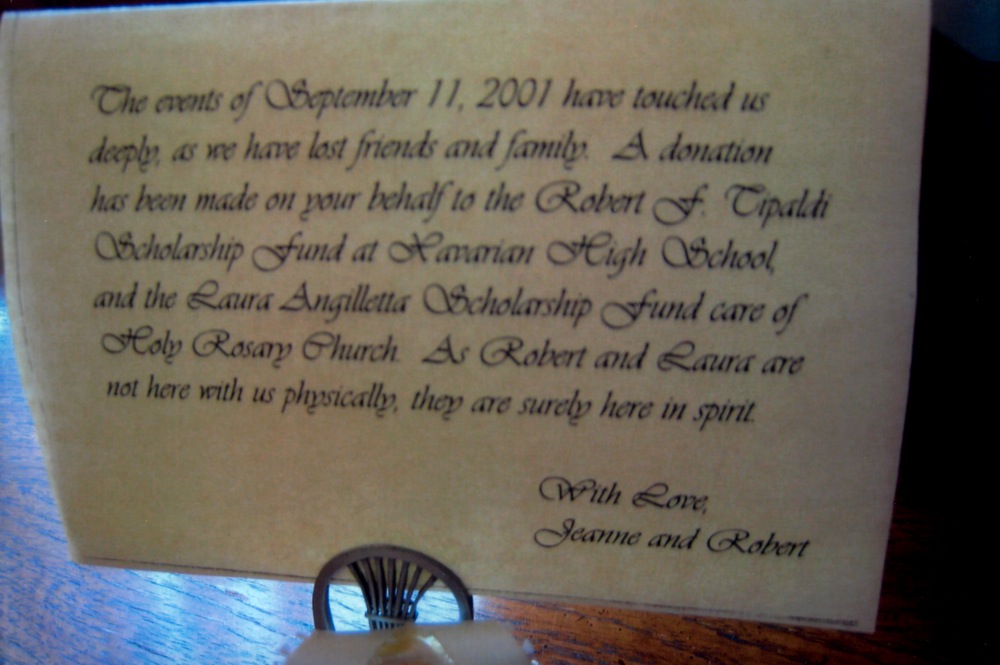 The events of September 11, 2001 have touched us
deeply, as we have lost friends and family. A donation
has been made on your behalf to the Robert F. Tipaldi
Scholarship Fund at Xavarian High School,
and the Laura Angilletta Scholarship Fund care of
Holy Rosary Church. As Robert and Laura are
not here with us physically, they are surely here in spirit.
With Love,
Jeanne and Robert